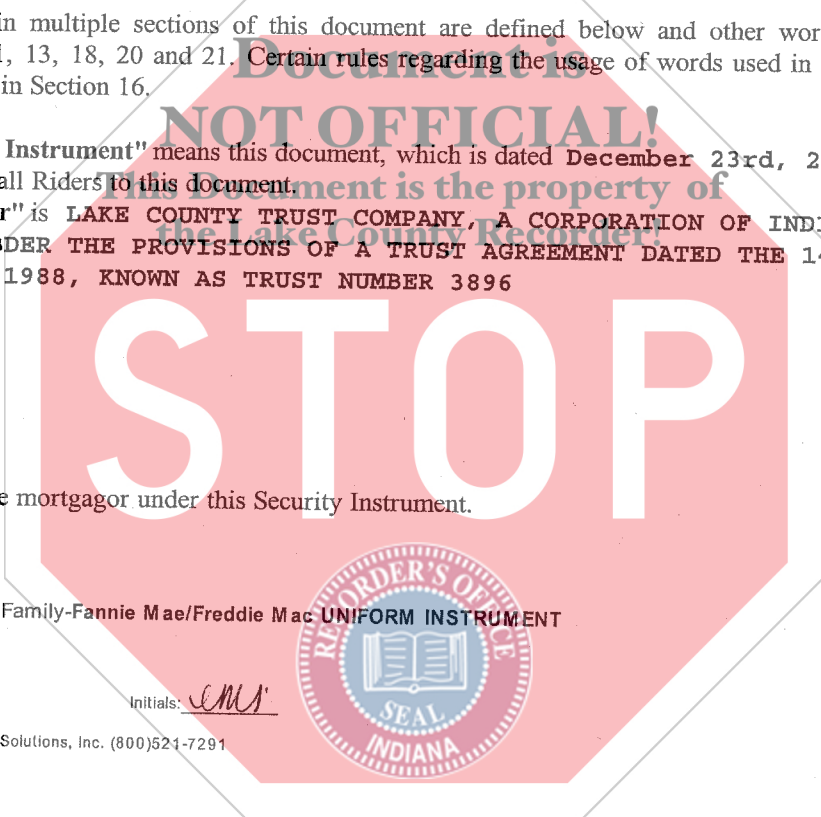 in multiple sections of this document are defined below and other wor
, 13, 18, 20 and 21. Certain rules regarding the usage of words used in
in Section 16.
Document is
NOT OFFICIAL!
This Document is the property of
the Lake County Recorder!
Instrument" means this document, which is dated December 23rd, 2
all Riders to this document.
r" is LAKE COUNTY TRUST COMPANY, A CORPORATION OF INDI
DER THE PROVISIONS OF A TRUST AGREEMENT DATED THE 14
1988, KNOWN AS TRUST NUMBER 3896
STOP
e mortgagor under this Security Instrument.
Family-Fannie Mae/Freddie Mac UNIFORM INSTRUMENT
RECORDER'S OFFICE
SEAL
INDIANA
Initials:
Solutions, Inc. (800)521-7291